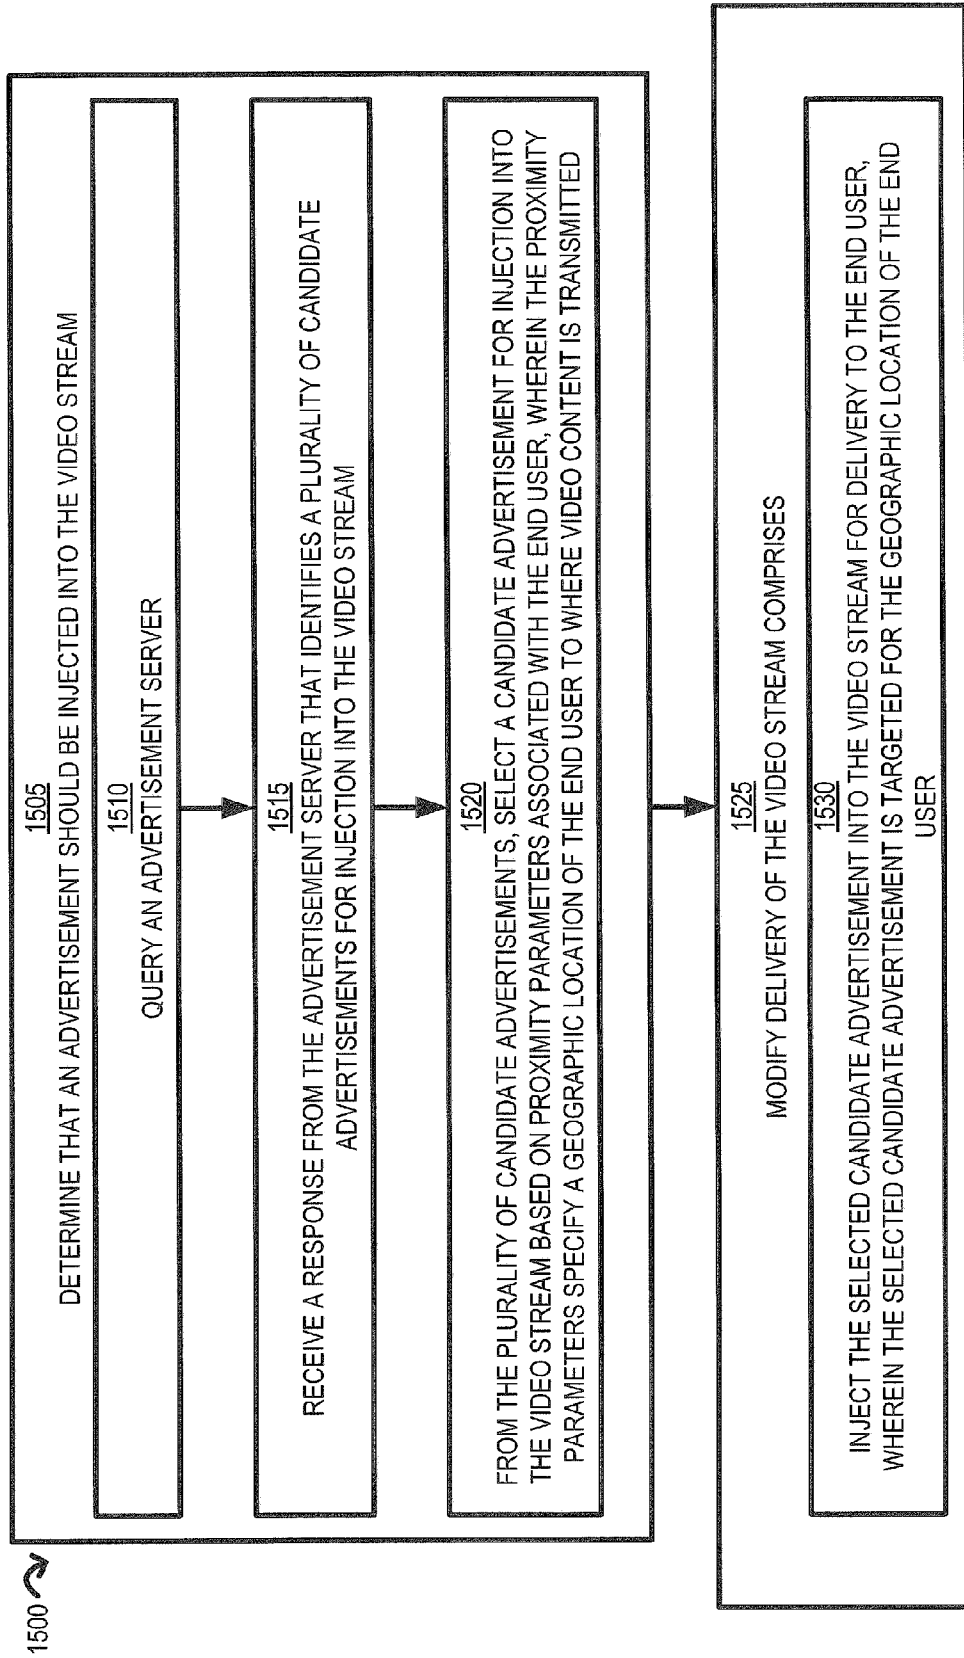 1500
1505
DETERMINE THAT AN ADVERTISEMENT SHOULD BE INJECTED INTO THE VIDEO STREAM
1510
QUERY AN ADVERTISEMENT SERVER
1515
RECEIVE A RESPONSE FROM THE ADVERTISEMENT SERVER THAT IDENTIFIES A PLURALITY OF CANDIDATE
ADVERTISEMENTS FOR INJECTION INTO THE VIDEO STREAM
1520
FROM THE PLURALITY OF CANDIDATE ADVERTISEMENTS, SELECT A CANDIDATE ADVERTISEMENT FOR INJECTION INTO
THE VIDEO STREAM BASED ON PROXIMITY PARAMETERS ASSOCIATED WITH THE END USER, WHEREIN THE PROXIMITY
PARAMETERS SPECIFY A GEOGRAPHIC LOCATION OF THE END USER TO WHERE VIDEO CONTENT IS TRANSMITTED
1525
MODIFY DELIVERY OF THE VIDEO STREAM COMPRISES
1530
INJECT THE SELECTED CANDIDATE ADVERTISEMENT INTO THE VIDEO STREAM FOR DELIVERY TO THE END USER,
WHEREIN THE SELECTED CANDIDATE ADVERTISEMENT IS TARGETED FOR THE GEOGRAPHIC LOCATION OF THE END
USER